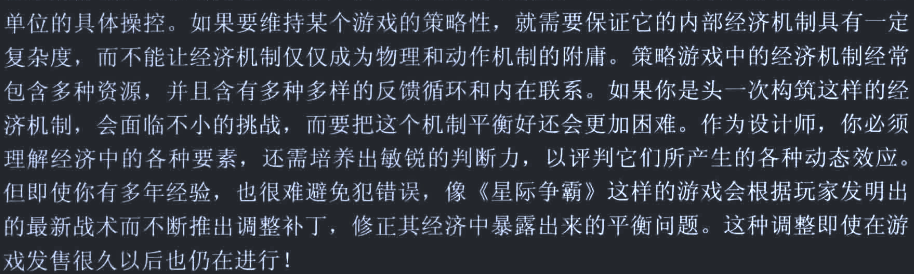 单位的具体操控。如果要维持某个游戏的策略性，就需要保证它的内部经济机制具有一定
复杂度，而不能让经济机制仅仅成为物理和动作机制的附庸。策略游戏中的经济机制经常
包含多种资源，并且含有多种多样的反馈循环和内在联系。如果你是头一次构筑这样的经
济机制，会面临不小的挑战，而要把这个机制平衡好还会更加困难。作为设计师，你必须
理解经济中的各种要素，还需培养出敏锐的判断力，以评判它们所产生的各种动态效应。
但即使你有多年经验，也很难避免犯错误，像《星际争霸》这样的游戏会根据玩家发明出
的最新战术而不断推出调整补丁，修正其经济中暴露出来的平衡问题。这种调整即使在游
戏发售很久以后也仍在进行！